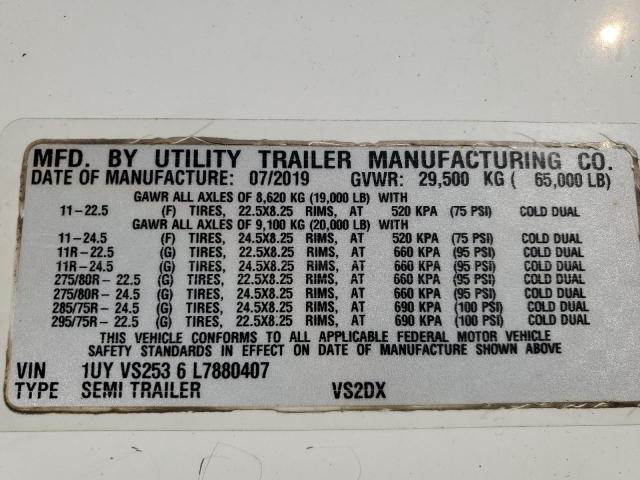 MFD. BY UTILITY TRAILER MANUFACTURING CO.
DATE OF MANUFACTURE: 07/2019 GVWR: 29,500 KG ( 65,000 LB)
GAWR ALL AXLES OF 8,620 KG (19,000 LB) WITH
11-22.5 (F) TIRES, 22.5X8.25 RIMS, AT 520 KPA (75 PSI) COLD DUAL
GAWR ALL AXLES OF 9,100 KG (20,000 LB) WITH
11-24.5 (F) TIRES, 24.5X8.25 RIMS, AT 520 KPA (75 PSI) COLD DUAL
11R-22.5 (G) TIRES, 22.5X8.25 RIMS, AT 660 KPA (95 PSI) COLD DUAL
11R-24.5 (G) TIRES, 24.5X8.25 RIMS, AT 660 KPA (95 PSI) COLD DUAL
275/80R- 22.5 (G) TIRES, 22.5X8.25 RIMS, AT 660 KPA (95 PSI) COLD DUAL
275/80R- 24.5 (G) TIRES, 24.5X8.25 RIMS, AT 660 KPA (95 PSI) COLD DUAL
285/75R- 24.5 (G) TIRES, 24.5X8.25 RIMS, AT 690 KPA (100 PSI) COLD DUAL
295/75R- 22.5 (G) TIRES, 22.5X8.25 RIMS, AT 690 KPA (100 PSI) COLD DUAL
THIS VEHICLE CONFORMS TO ALL APPLICABLE FEDERAL MOTOR VEHICLE
SAFETY STANDARDS IN EFFECT ON DATE OF MANUFACTURE SHOWN ABOVE
VIN 1UY VS253 6 L7880407
TYPE SEMI TRAILER VS2DX